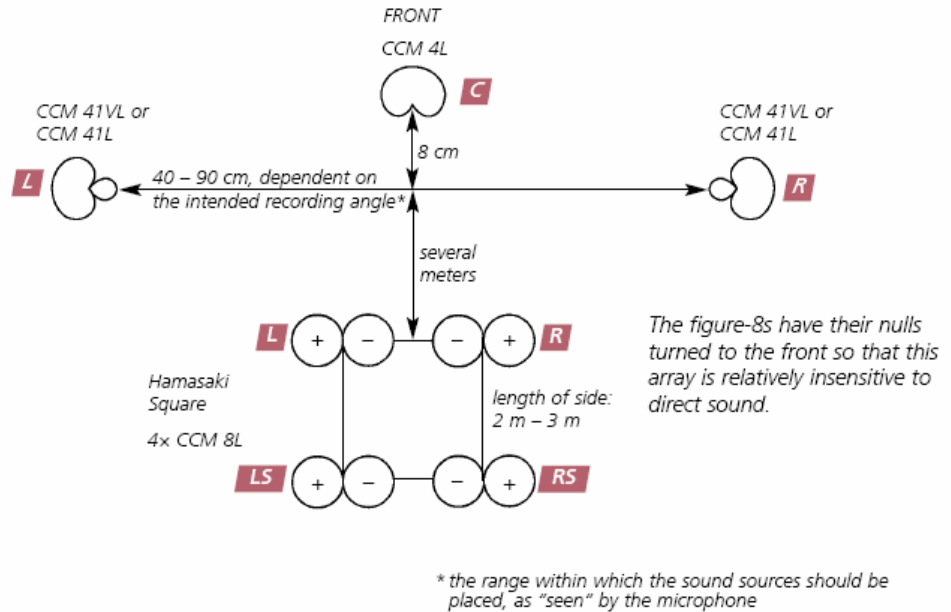 FRONT
CCM 4L
C
CCM 41VL or
CCM 41L
CCM 41VL or
CCM 41L
8 cm
L
40 – 90 cm, dependent on
the intended recording angle*
R
several
meters
L
+
–
–
+
R
The figure-8s have their nulls
turned to the front so that this
array is relatively insensitive to
direct sound.
Hamasaki
Square
4x CCM 8L
length of side:
2 m – 3 m
LS
+
–
–
+
RS
* the range within which the sound sources should be
placed, as "seen" by the microphone